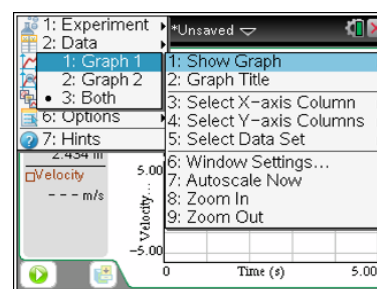 1: Experiment
*Unsaved
2: Data
1: Graph 1
2: Graph 2
3: Both
1: Show Graph
2: Graph Title
3: Select X-axis Column
4: Select Y-axis Columns
5: Select Data Set
6: Window Settings...
7: Autoscale Now
8: Zoom In
9: Zoom Out
6: Options
7: Hints
Velocity
--- m/s
5.00
Velocity...
-5.00
0
Time (s)
5.00